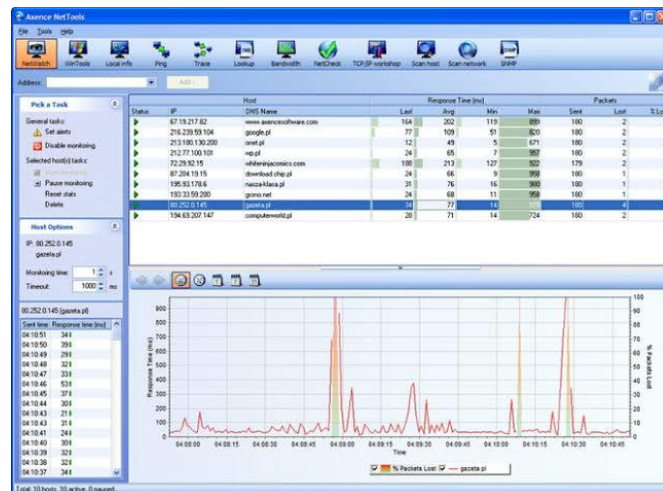 Axence NetTools
File Tools Help
NetWatch WinTools Local info Ping Trace Lookup Bandwidth NetCheck TCP/IP workshop Scan host Scan network SNMP
Address: Add
Pick a Task
General tasks:
Set alerts
Disable monitoring
Selected host(s) tasks:
Start monitoring
Pause monitoring
Reset stats
Delete
Host Options
IP: 80.252.0.145
gazeta.pl
Monitoring time: 1 s
Timeout: 1000 ms
80.252.0.145 (gazeta.pl)
Sent time Response time (ms)
04:10:51 34
04:10:50 39
04:10:49 29
04:10:48 32
04:10:47 33
04:10:46 53
04:10:45 37
04:10:44 30
04:10:43 21
04:10:43 31
04:10:41 24
04:10:40 30
04:10:39 32
04:10:38 32
04:10:37 34
Host Response Time (ms) Packets
Status IP DNS Name Last Avg Min Max Sent Lost % Lo
67.19.217.82 www.axencesoftware.com 164 202 119 899 180 2
216.239.59.104 google.pl 77 109 51 820 180 2
213.180.130.200 onet.pl 12 49 5 671 180 2
212.77.100.101 wp.pl 24 65 7 957 180 2
72.29.92.15 whiteninjacomics.com 188 213 127 922 179 2
87.204.19.15 download.chip.pl 24 66 9 958 180 1
195.93.178.6 nasza-klasa.pl 31 76 16 980 180 1
193.33.59.200 grono.net 24 68 11 958 180 1
80.252.0.145 gazeta.pl 34 77 14 180 4
194.69.207.147 computerworld.pl 28 71 14 724 180 2
Response Time (ms)
900
800
700
600
500
400
300
200
100
0
100
90
80
70
60
50
40
30
20
10
0
% Packets Lost
04:08:00 04:08:15 04:08:30 04:08:45 04:09:00 04:09:15 04:09:30 04:09:45 04:10:00 04:10:15 04:10:30 04:10:45
Time
% Packets Lost gazeta.pl
Total: 10 hosts, 10 active, 0 paused.